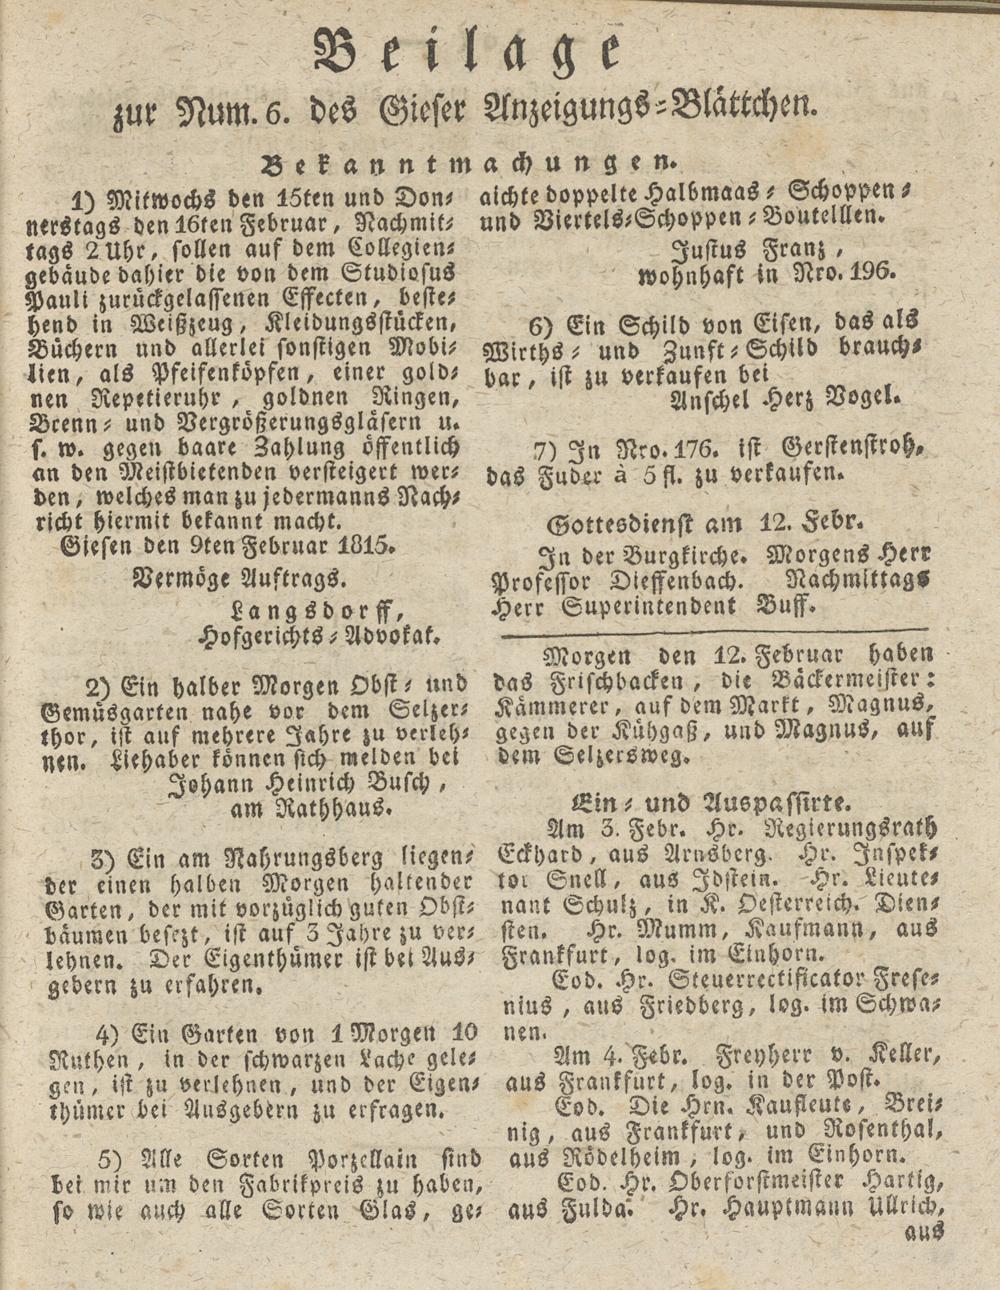 Beilage
zur Num. 6. des Gieser Anzeigungs-Blättchen.
Bekanntmachungen.
1) Mitwochs den 15ten und Don-
nerstags den 16ten Februar, Nachmit-
tags 2 Uhr, sollen auf dem Collegien-
gebäude dahier die von dem Studiosus
Pauli zurückgelassenen Effecten, beste-
hend in Weißzeug, Kleidungsstücken,
Büchern und allerlei sonstigen Mobi-
lien, als Pfeifenköpfen, einer gold-
nen Repetieruhr, goldnen Ringen,
Brenn- und Vergrößerungsgläsern u.
s. w. gegen baare Zahlung öffentlich
an den Meistbietenden versteigert wer-
den, welches man zu jedermanns Nach-
richt hiermit bekannt macht.
Giesen den 9ten Februar 1815.
Vermöge Auftrags.
Langsdorff,
Hofgerichts-Advokat.
2) Ein halber Morgen Obst- und
Gemüsgarten nahe vor dem Selzer-
thor, ist auf mehrere Jahre zu verleh-
nen. Liehaber können sich melden bei
Johann Heinrich Busch,
am Rathhaus.
3) Ein am Nahrungsberg liegen-
der einen halben Morgen haltender
Garten, der mit vorzüglich guten Obst-
bäumen besezt, ist auf 3 Jahre zu ver-
lehnen. Der Eigenthümer ist bei Aus-
gebern zu erfahren.
4) Ein Garten von 1 Morgen 10
Ruthen, in der schwarzen Lache gele-
gen, ist zu verlehnen, und der Eigen-
thümer bei Ausgebern zu erfragen.
5) Alle Sorten Porzellain sind
bei mir um den Fabrikpreis zu haben,
so wie auch alle Sorten Glas, ge-
aichte doppelte Halbmaas- Schoppen-
und Viertels-Schoppen-Boutelllen.
Justus Franz,
wohnhaft in Nro. 196.
6) Ein Schild von Eisen, das als
Wirths- und Zunft-Schild brauch-
bar, ist zu verkaufen bei
Anschel Herz Vogel.
7) In Nro. 176. ist Gerstenstroh,
das Fuder à 5 fl. zu verkaufen.
Gottesdienst am 12. Febr.
In der Burgkirche. Morgens Herr
Professor Dieffenbach. Nachmittags
Herr Superintendent Buff.
Morgen den 12. Februar haben
das Frischbacken, die Bäckermeister:
Kämmerer, auf dem Markt, Magnus,
gegen der Kühgaß, und Magnus, auf
dem Selzersweg.
Ein- und Auspassirte.
Am 3. Febr. Hr. Regierungsrath
Eckhard, aus Arnsberg. Hr. Inspek-
tor Snell, aus Idstein. Hr. Lieute-
nant Schulz, in K. Oesterreich. Dien-
sten. Hr. Mumm, Kaufmann, aus
Frankfurt, log. im Einhorn.
Eod. Hr. Steuerrectificator Frese-
nius, aus Friedberg, log. im Schwa-
nen.
Am 4. Febr. Freyherr v. Keller,
aus Frankfurt, log. in der Post.
Eod. Die Hrn. Kaufleute, Brei-
nig, aus Frankfurt, und Rosenthal,
aus Rödelheim, log. im Einhorn.
Eod. Hr. Oberforstmeister Hartig,
aus Fulda. Hr. Hauptmann Ullrich,
aus